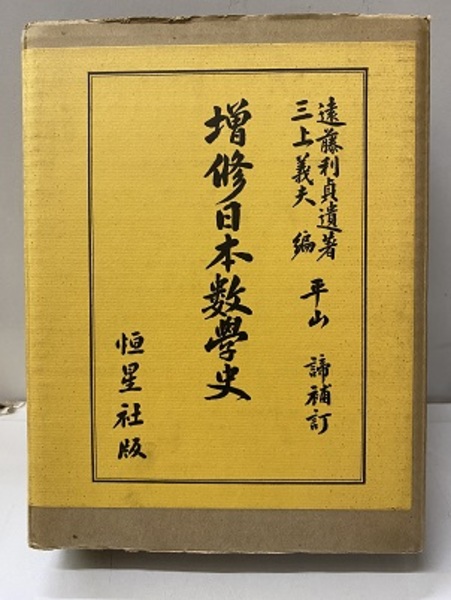 遠藤利貞遺著
三上義夫 編 平山 諦補訂
增修日本數學史
恒星社版